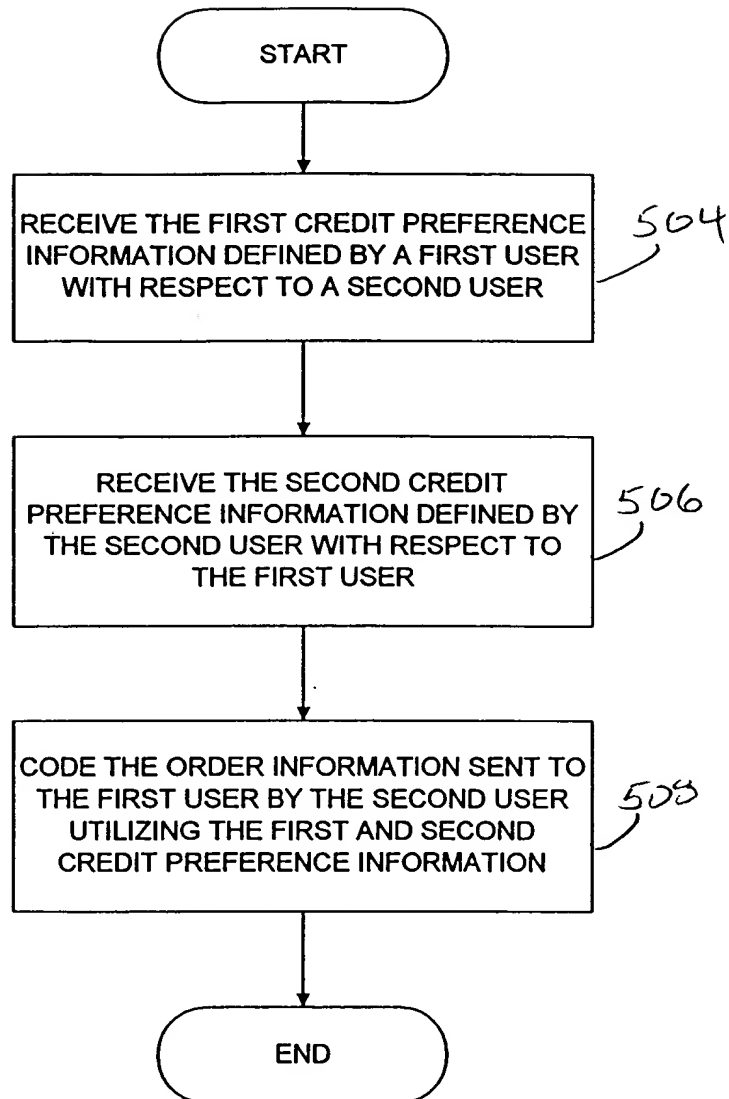 START
RECEIVE THE FIRST CREDIT PREFERENCE
INFORMATION DEFINED BY A FIRST USER
WITH RESPECT TO A SECOND USER
504
RECEIVE THE SECOND CREDIT
PREFERENCE INFORMATION DEFINED BY
THE SECOND USER WITH RESPECT TO
THE FIRST USER
506
CODE THE ORDER INFORMATION SENT TO
THE FIRST USER BY THE SECOND USER
UTILIZING THE FIRST AND SECOND
CREDIT PREFERENCE INFORMATION
508
END